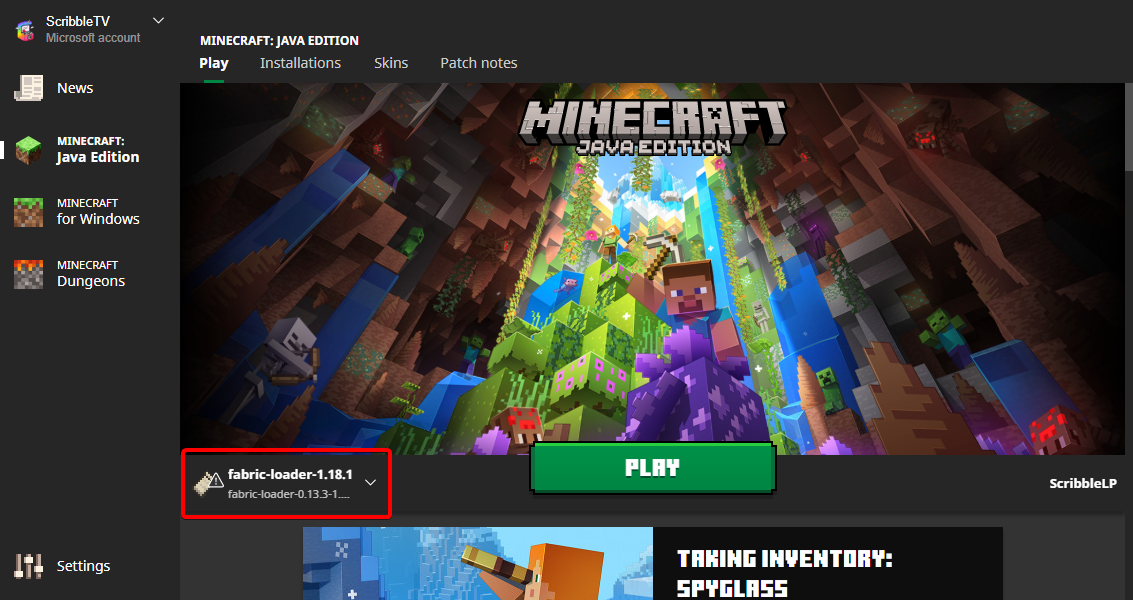 ScribbleTV
Microsoft account
News
MINECRAFT:
Java Edition
MINECRAFT
for Windows
MINECRAFT
Dungeons
Settings
MINECRAFT: JAVA EDITION
Play Installations Skins Patch notes
MINECRAFT
JAVA EDITION
fabric-loader-1.18.1
fabric-loader-0.13.3-1....
PLAY
ScribbleLP
TAKING INVENTORY:
SPYGLASS